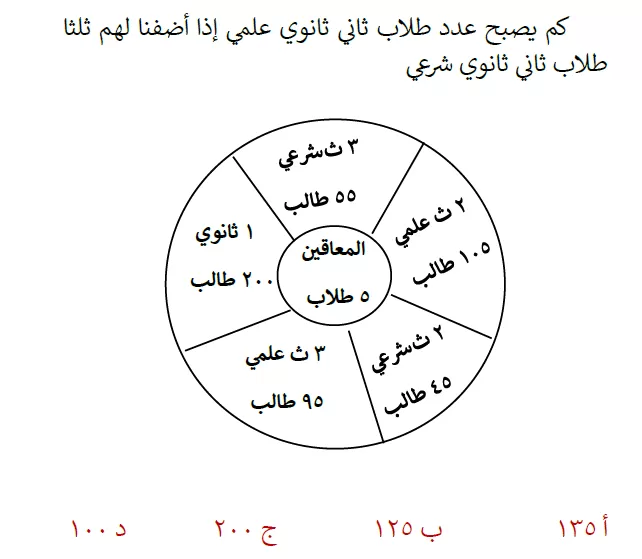 كم يصبح عدد طلاب ثاني ثانوي علمي إذا أضفنا لهم ثلثا
طلاب ثاني ثانوي شرعي
٣ ث شرعي
٥٥ طالب
٢ ث علمي
١٠٥ طالب
١ ثانوي
٢٠٠ طالب
المعاقين
٥ طلاب
٢ ث شرعي
٤٥ طالب
٣ ث علمي
٩٥ طالب
أ ١٣٥ ب ١٢٥ ج ٢٠٠ د ١٠٠